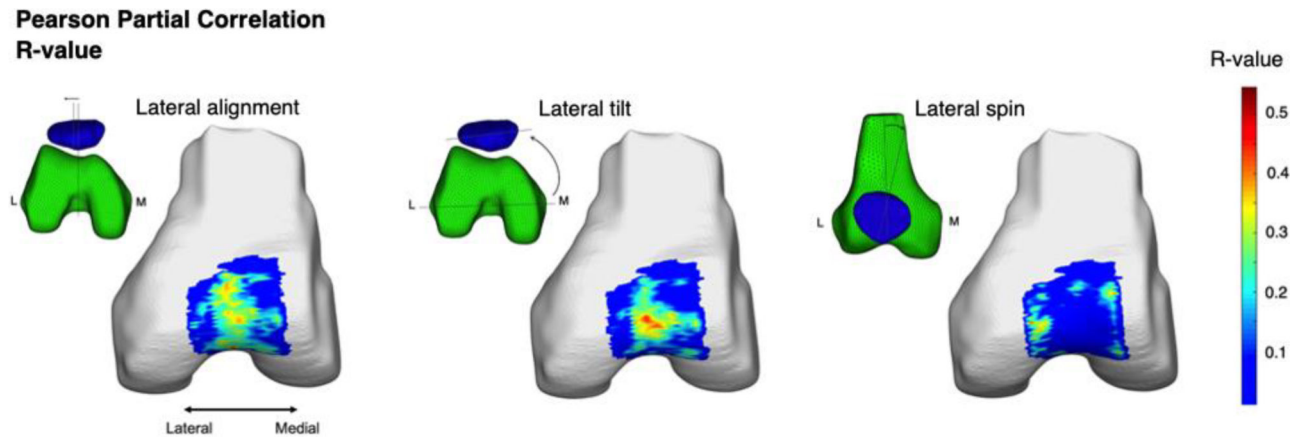 Pearson Partial Correlation
R-value
R-value
Lateral alignment
Lateral tilt
Lateral spin
L
M
L
M
L
M
0.5
0.4
0.3
0.2
0.1
Lateral
Medial